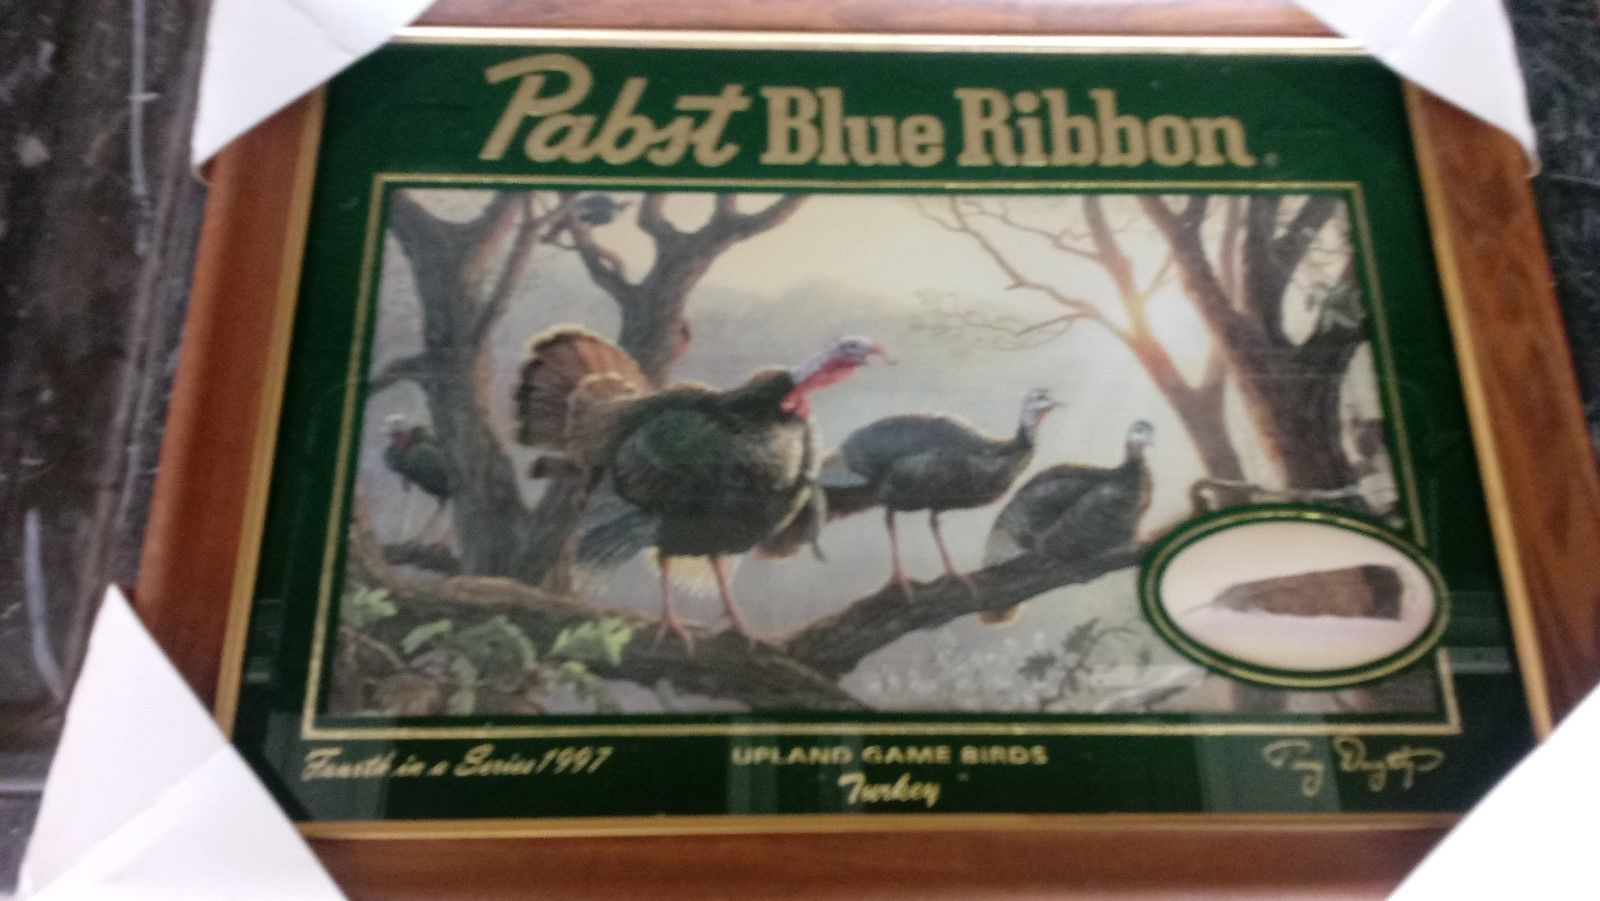 Pabst Blue Ribbon
Fourth in a Series 1997
UPLAND GAME BIRDS
Turkey